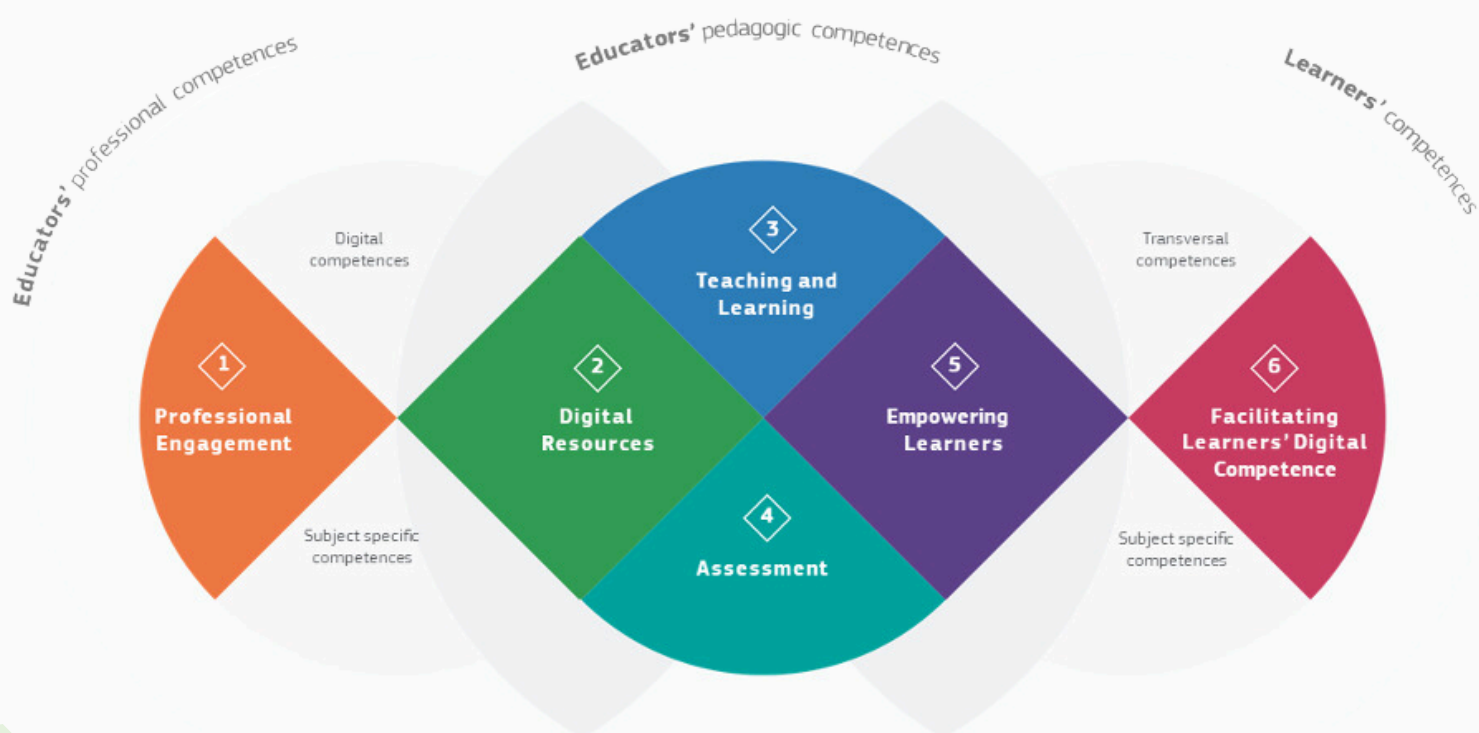 Educators' professional competences
Educators' pedagogic competences
Learners' competences
Digital
competences
Subject specific
competences
1
Professional
Engagement
2
Digital
Resources
3
Teaching and
Learning
4
Assessment
5
Empowering
Learners
Transversal
competences
Subject specific
competences
6
Facilitating
Learners' Digital
Competence